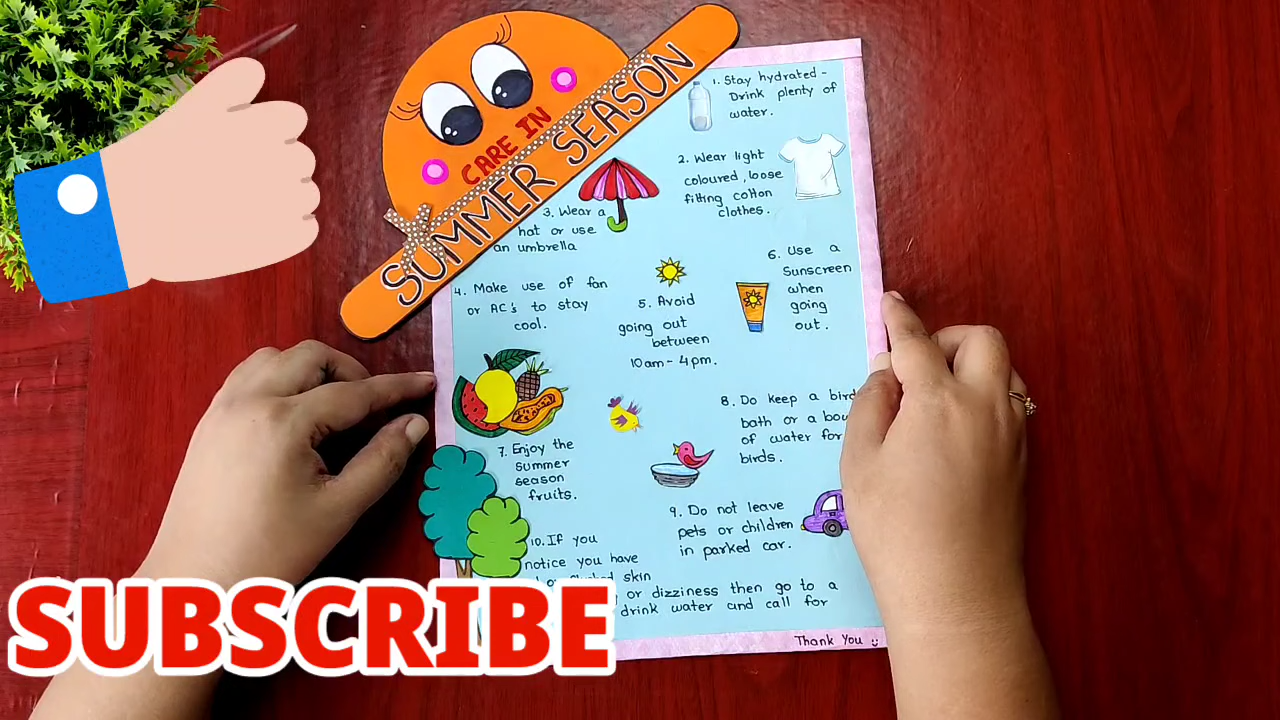 CARE IN
SUMMER SEASON
1. Stay hydrated -
Drink plenty of
water.
2. Wear light
coloured, loose
fitting cotton
clothes.
3. Wear a
hat or use
an umbrella
4. Make use of fan
or AC's to stay
cool.
5. Avoid
going out
between
10am - 4pm.
6. Use a
Sunscreen
when
going
out.
7. Enjoy the
summer
season
fruits.
8. Do keep a bird
bath or a
of water for
birds.
9. Do not leave
pets or children
in parked car.
10. If you
notice you have
skin
or dizziness then go to a
drink water and call for
Thank You
SUBSCRIBE